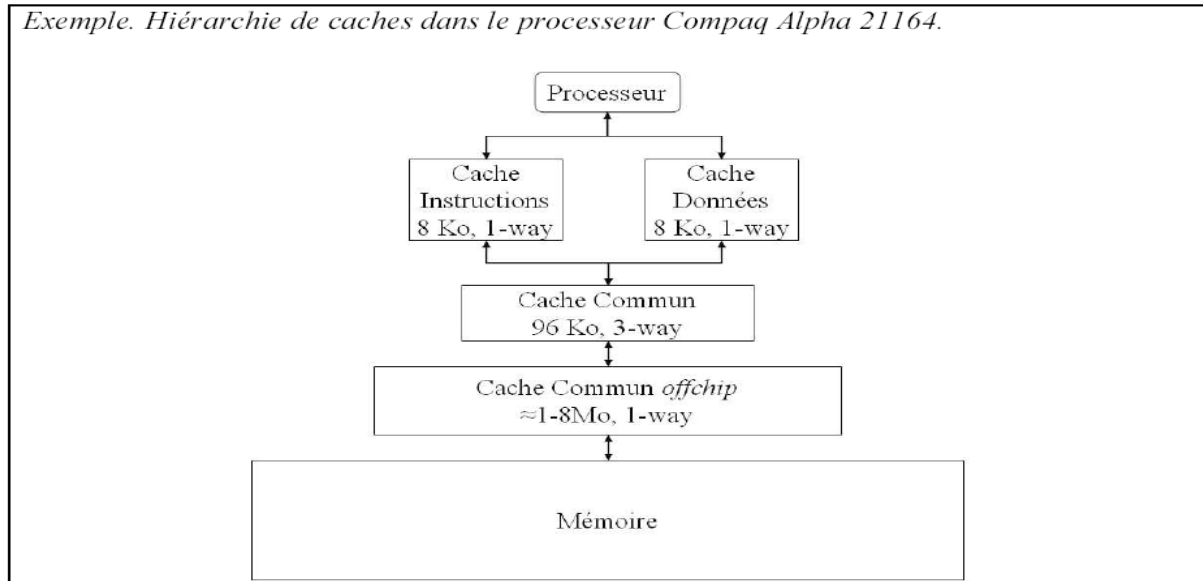 Exemple. Hiérarchie de caches dans le processeur Compaq Alpha 21164.
Processeur
Cache
Instructions
8 Ko, 1-way
Cache
Données
8 Ko, 1-way
Cache Commun
96 Ko, 3-way
Cache Commun offchip
≈1-8Mo, 1-way
Mémoire